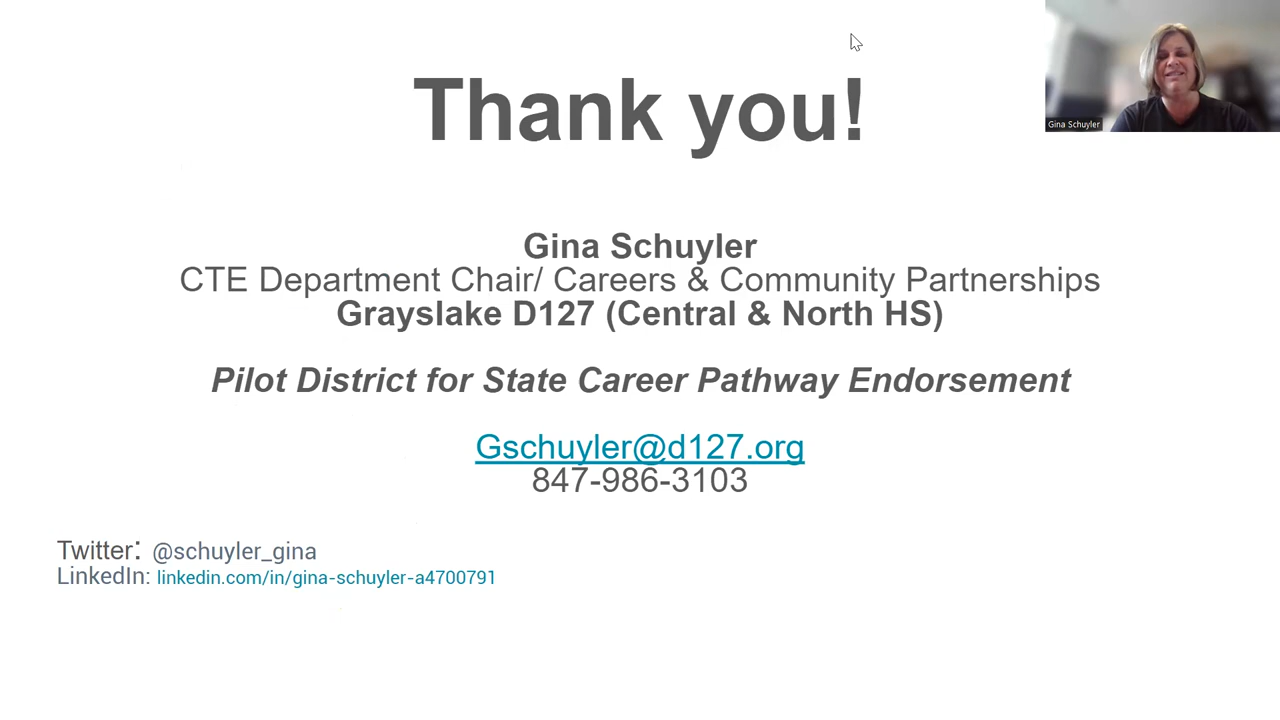 Thank you!
Gina Schuyler
Gina Schuyler
CTE Department Chair/ Careers & Community Partnerships
Grayslake D127 (Central & North HS)
Pilot District for State Career Pathway Endorsement
Gschuyler@d127.org
847-986-3103
Twitter: @schuyler_gina
LinkedIn: linkedin.com/in/gina-schuyler-a4700791